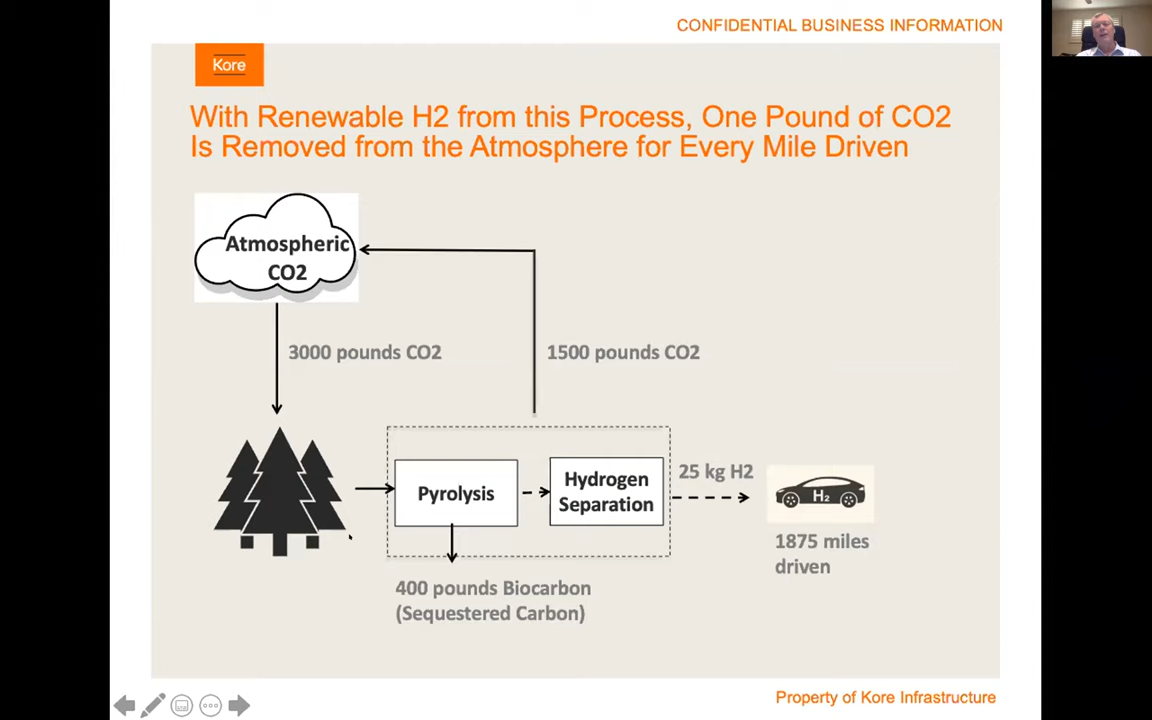 CONFIDENTIAL BUSINESS INFORMATION
Kore
With Renewable H2 from this Process, One Pound of CO2
Is Removed from the Atmosphere for Every Mile Driven
Atmospheric
CO2
3000 pounds CO2
1500 pounds CO2
Pyrolysis
Hydrogen
Separation
25 kg H2
H2
1875 miles
driven
400 pounds Biocarbon
(Sequestered Carbon)
Property of Kore Infrastructure